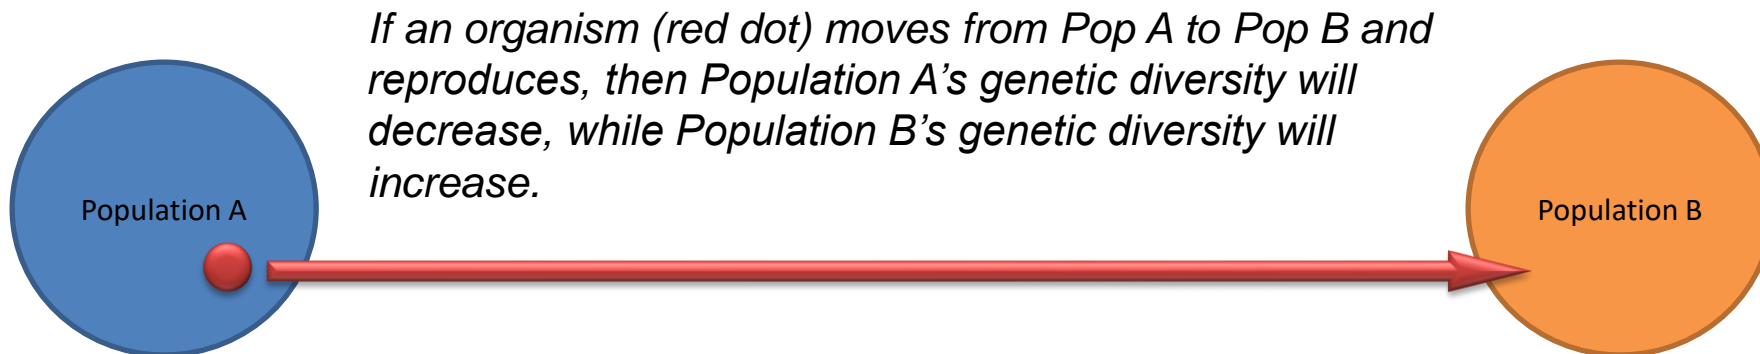 If an organism (red dot) moves from Pop A to Pop B and
reproduces, then Population A’s genetic diversity will
decrease, while Population B’s genetic diversity will
increase.
Population A
Population B